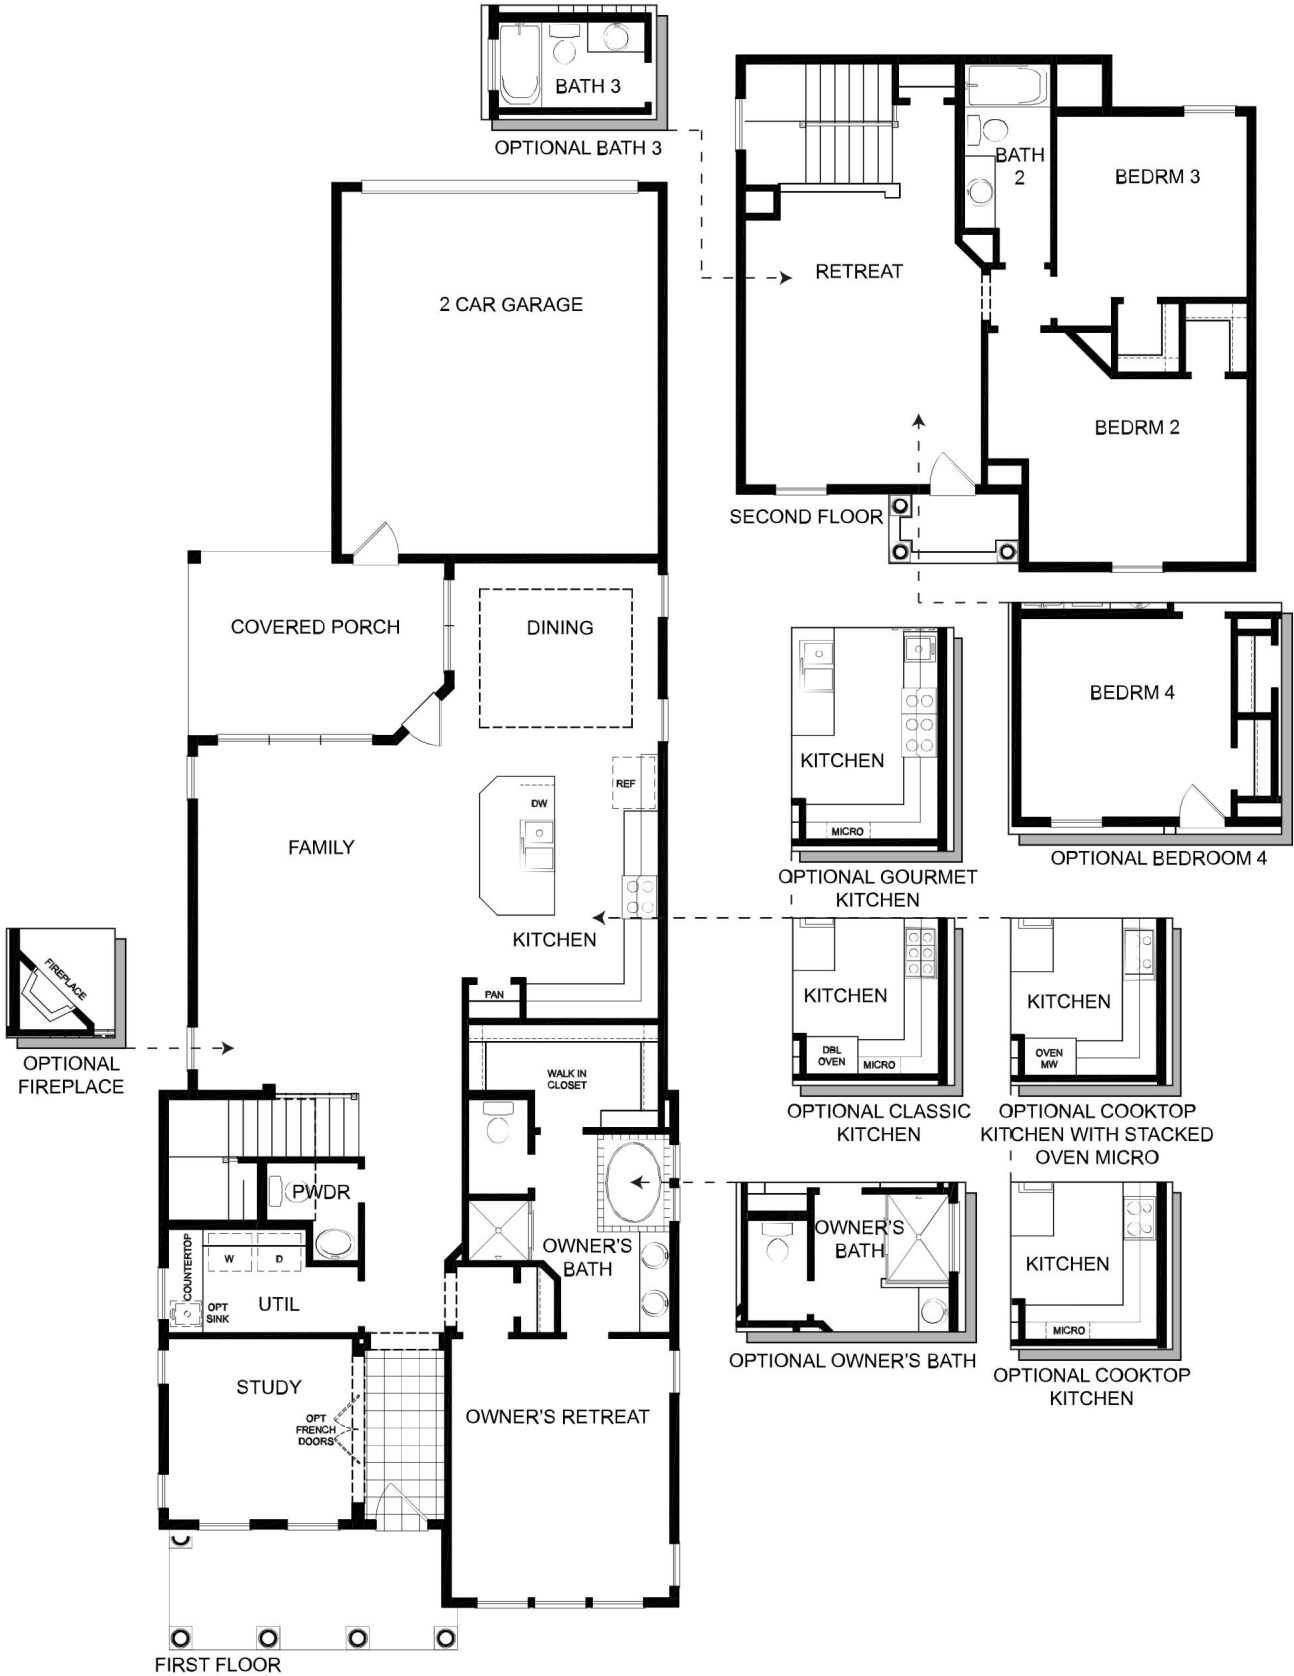 BATH 3
OPTIONAL BATH 3
BATH
2
BEDRM 3
RETREAT
2 CAR GARAGE
BEDRM 2
SECOND FLOOR
COVERED PORCH
DINING
BEDRM 4
OPTIONAL BEDROOM 4
KITCHEN
MICRO
OPTIONAL GOURMET
KITCHEN
REF
DW
FAMILY
KITCHEN
PAN
FIREPLACE
OPTIONAL
FIREPLACE
KITCHEN
DBL
OVEN
MICRO
OPTIONAL CLASSIC
KITCHEN
KITCHEN
OVEN
MW
OPTIONAL COOKTOP
KITCHEN WITH STACKED
OVEN MICRO
WALK IN
CLOSET
PWDR
OWNER'S
BATH
OWNER'S
BATH
OPTIONAL OWNER'S BATH
KITCHEN
MICRO
OPTIONAL COOKTOP
KITCHEN
COUNTERTOP
W
D
OPT
SINK
UTIL
STUDY
OPT
FRENCH
DOORS
OWNER'S RETREAT
FIRST FLOOR